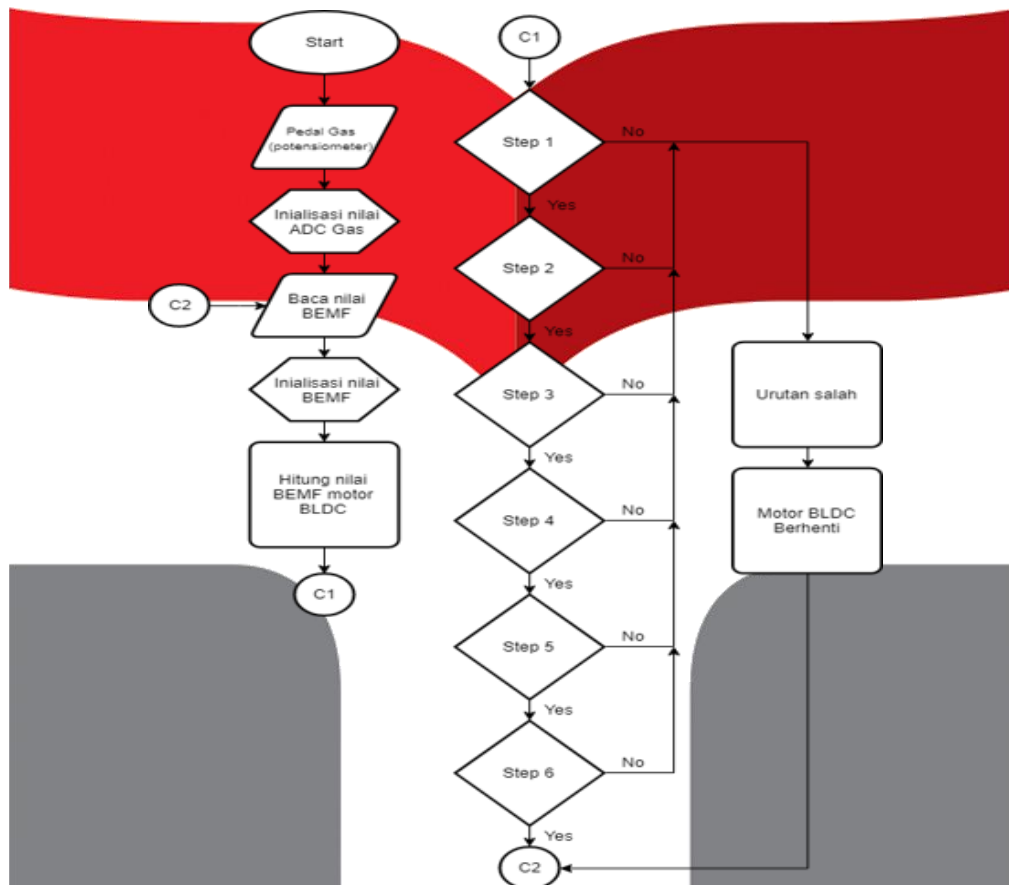 Start
Pedal Gas
(potensiometer)
Inialisasi nilai
ADC Gas
C2
Baca nilai
BEMF
Inialisasi nilai
BEMF
Hitung nilai
BEMF motor
BLDC
C1
C1
Step 1
No
Yes
Step 2
No
Yes
Step 3
No
Yes
Step 4
No
Yes
Step 5
No
Yes
Step 6
No
Yes
C2
Urutan salah
Motor BLDC
Berhenti